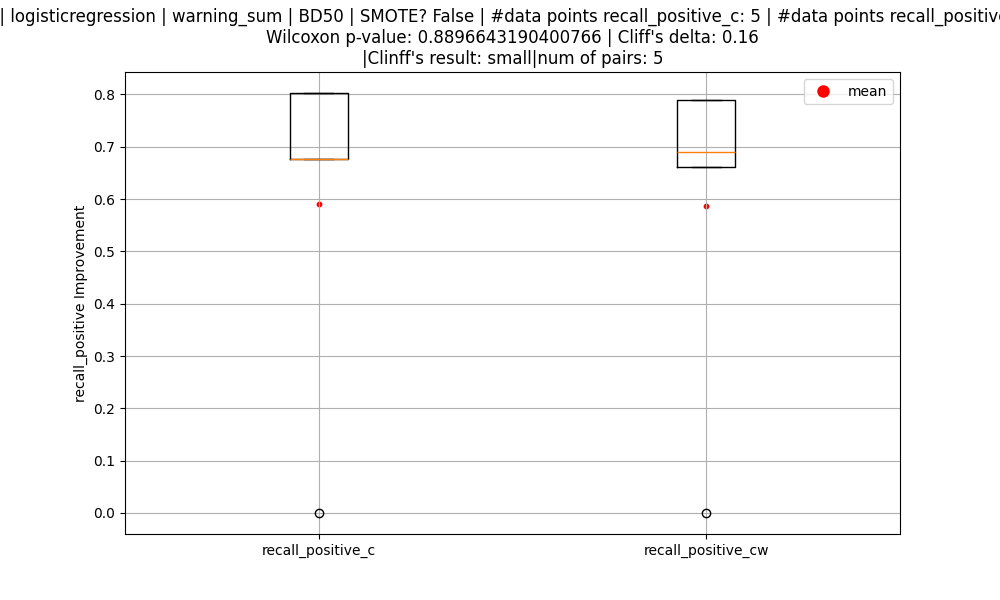 | logisticregression | warning_sum | BD50 | SMOTE? False | #data points recall_positive_c: 5 | #data points
Wilcoxon p-value: 0.8896643190400766 | Cliff's delta: 0.16
|Clinff's result: small|num of pairs: 5
mean
0.8
0.7
0.6
0.5
0.4
0.3
0.2
0.1
0.0
recall_positive Improvement
recall_positive_c
recall_positive_cw